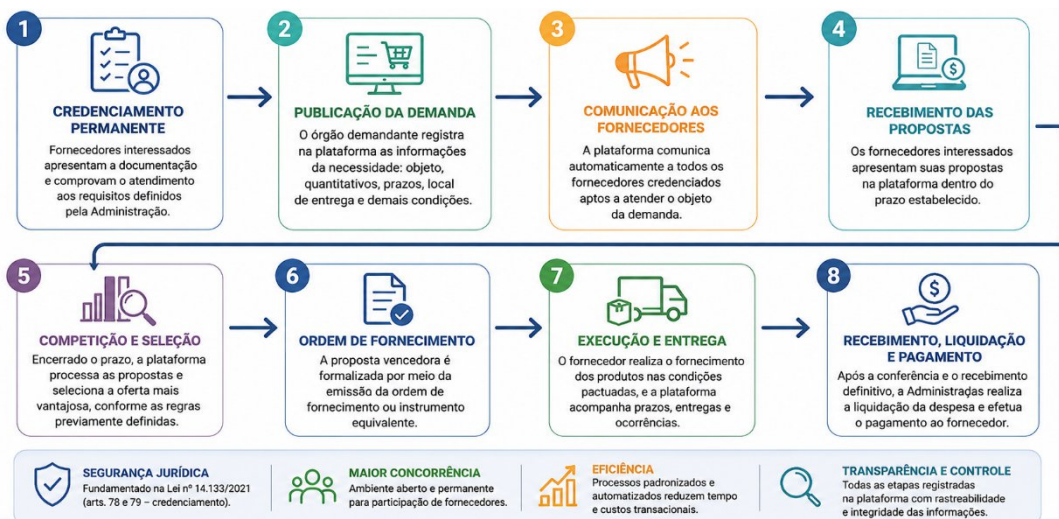 1
CREDENCIAMENTO
PERMANENTE
Fornecedores interessados
apresentam a documentação
e comprovam o atendimento
aos requisitos definidos
pela Administração.
2
PUBLICAÇÃO DA DEMANDA
O órgão demandante registra
na plataforma as informações
da necessidade: objeto,
quantitativos, prazos, local
de entrega e demais condições.
3
COMUNICAÇÃO AOS
FORNECEDORES
A plataforma comunica
automaticamente a todos os
fornecedores credenciados
aptos a atender o objeto
da demanda.
4
RECEBIMENTO DAS
PROPOSTAS
Os fornecedores interessados
apresentam suas propostas
na plataforma dentro do
prazo estabelecido.
5
COMPETIÇÃO E SELEÇÃO
Encerrado o prazo, a plataforma
processa as propostas e
seleciona a oferta mais
vantajosa, conforme as regras
previamente definidas.
6
ORDEM DE FORNECIMENTO
A proposta vencedora é
formalizada por meio da
emissão da ordem de
fornecimento ou instrumento
equivalente.
7
EXECUÇÃO E ENTREGA
O fornecedor realiza o fornecimento
dos produtos nas condições
pactuadas, e a plataforma
acompanha prazos, entregas e
ocorrências.
8
RECEBIMENTO, LIQUIDAÇÃO
E PAGAMENTO
Após a conferência e o recebimento
definitivo, a Administradças realiza
a liquidação da despesa e efetua
o pagamento ao fornecedor.
SEGURANÇA JURÍDICA
Fundamentado na Lei nº 14.133/2021
(arts. 78 e 79 – credenciamento).
MAIOR CONCORRÊNCIA
Ambiente aberto e permanente
para participação de fornecedores.
EFICIÊNCIA
Processos padronizados e
automatizados reduzem tempo
e custos transacionais.
TRANSPARÊNCIA E CONTROLE
Todas as etapas registradas
na plataforma com rastreabilidade
e integridade das informações.